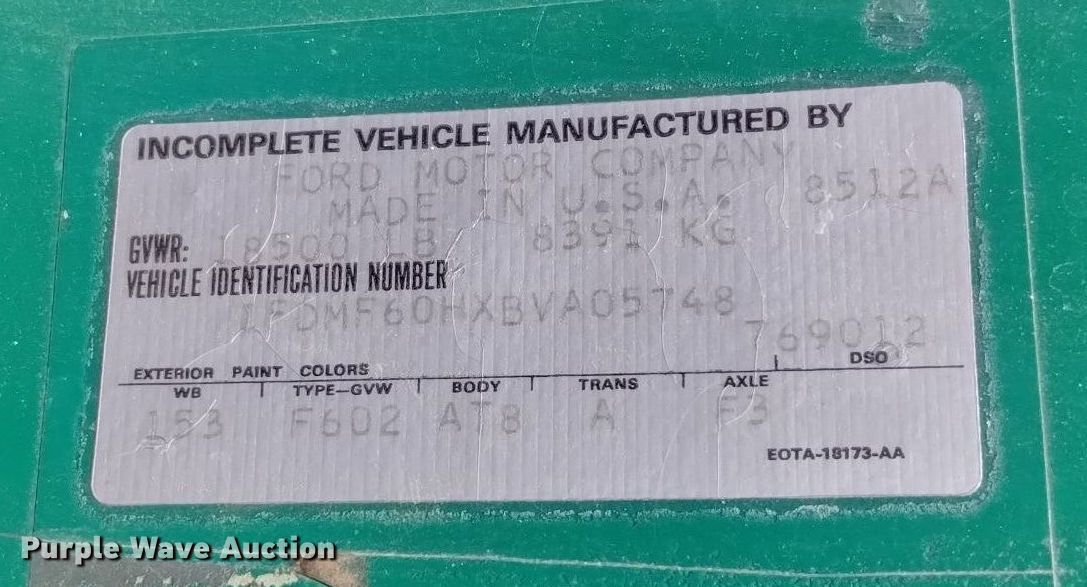 INCOMPLETE VEHICLE MANUFACTURED BY
FORD MOTOR COMPANY
MADE IN U.S.A. 8512A
GVWR: 18500 LB 8391 KG
VEHICLE IDENTIFICATION NUMBER
1FDMF60HXBVA05748
769012
EXTERIOR PAINT COLORS DSO
WB TYPE-GVW BODY TRANS AXLE
153 F602 AT8 A F3
EOTA-18173-AA
Purple Wave Auction